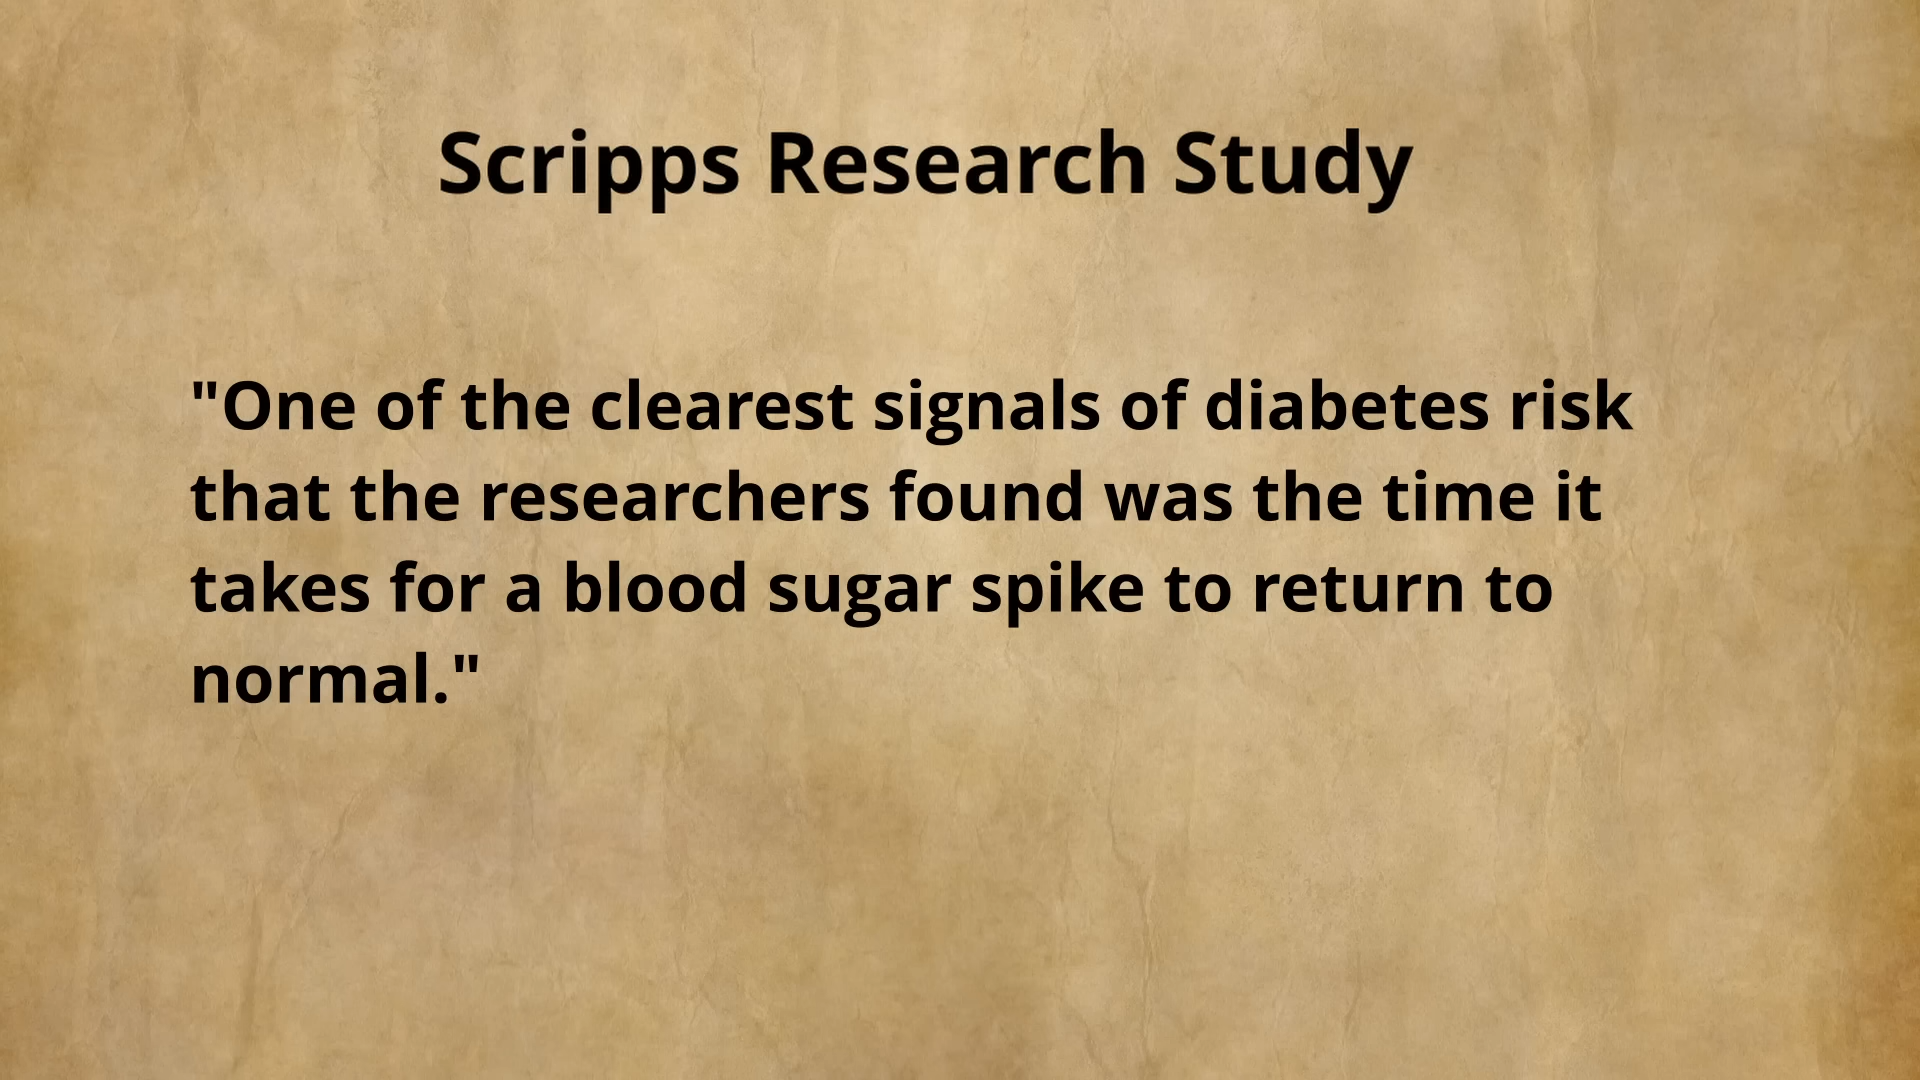 Scripps Research Study
"One of the clearest signals of diabetes risk
that the researchers found was the time it
takes for a blood sugar spike to return to
normal."